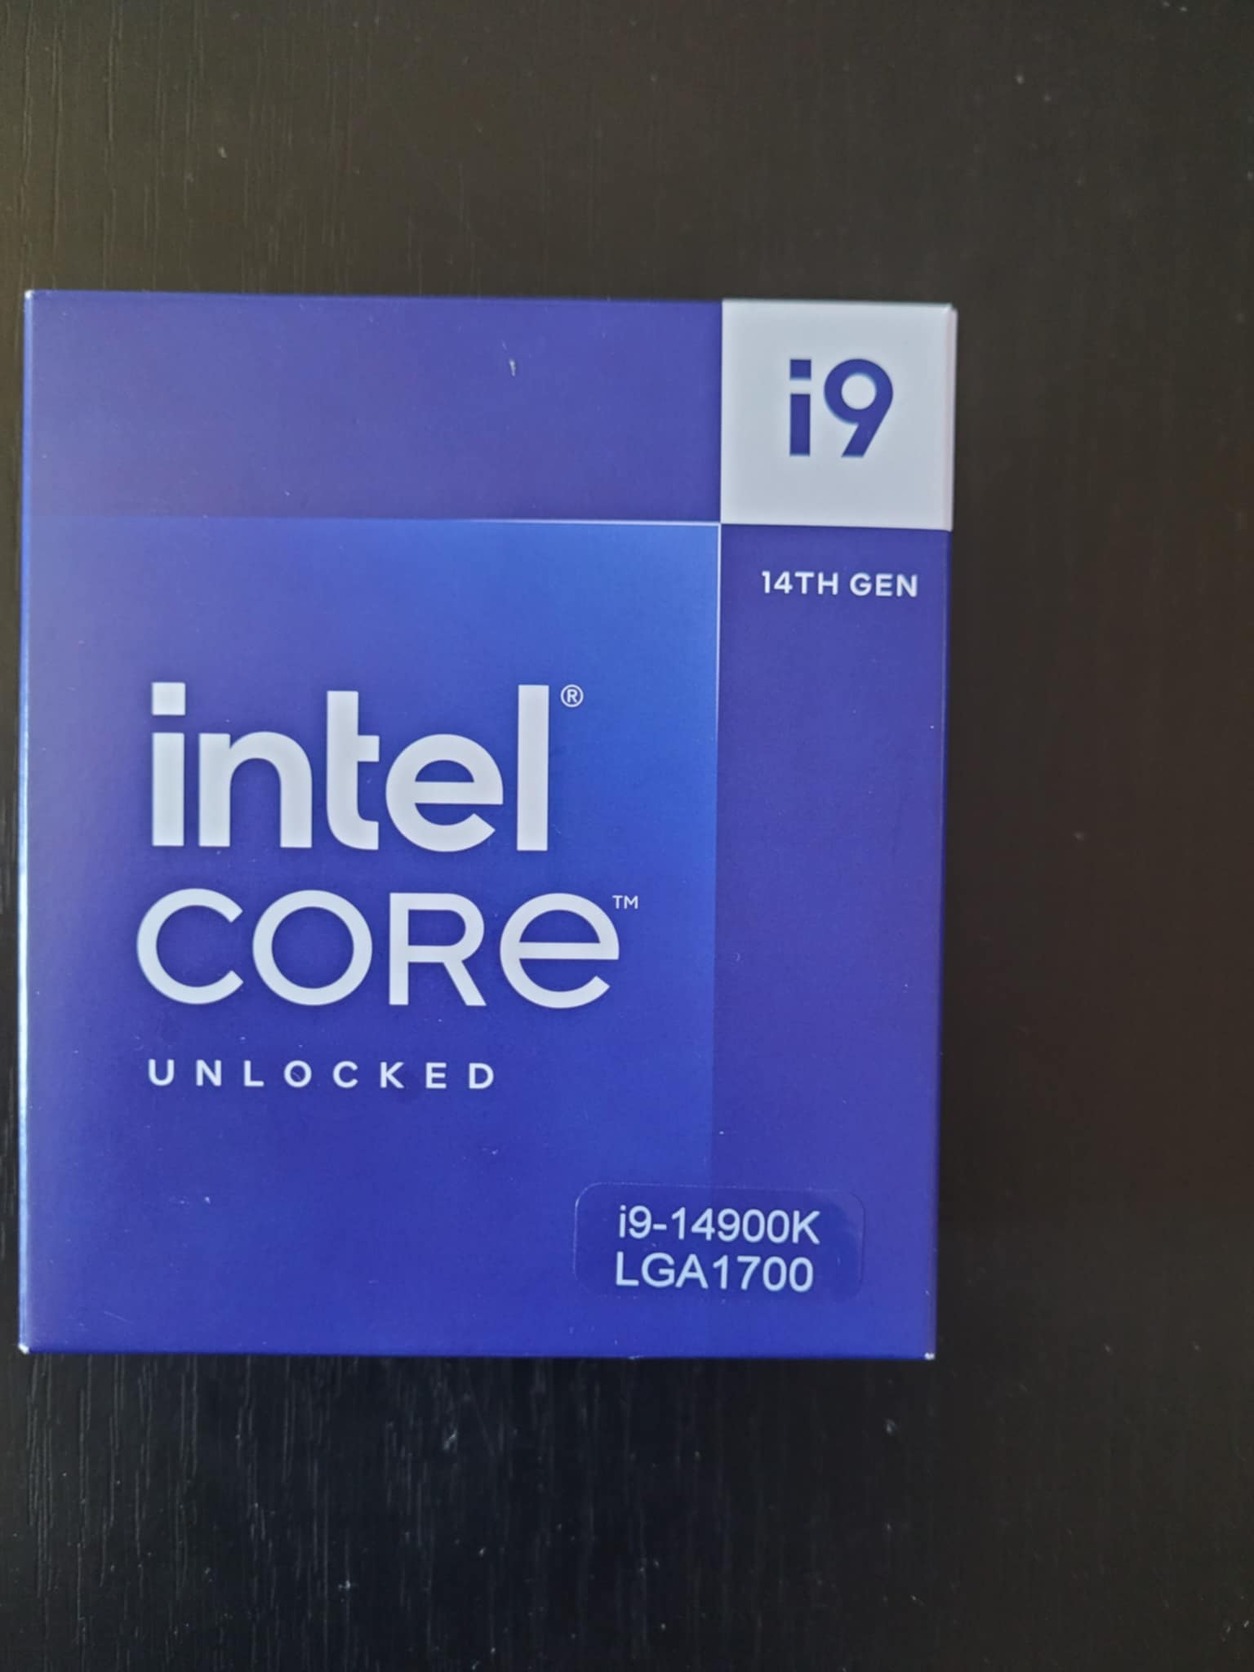 i9
14TH GEN
intel®
CORe™
UNLOCKED
i9-14900K
LGA1700